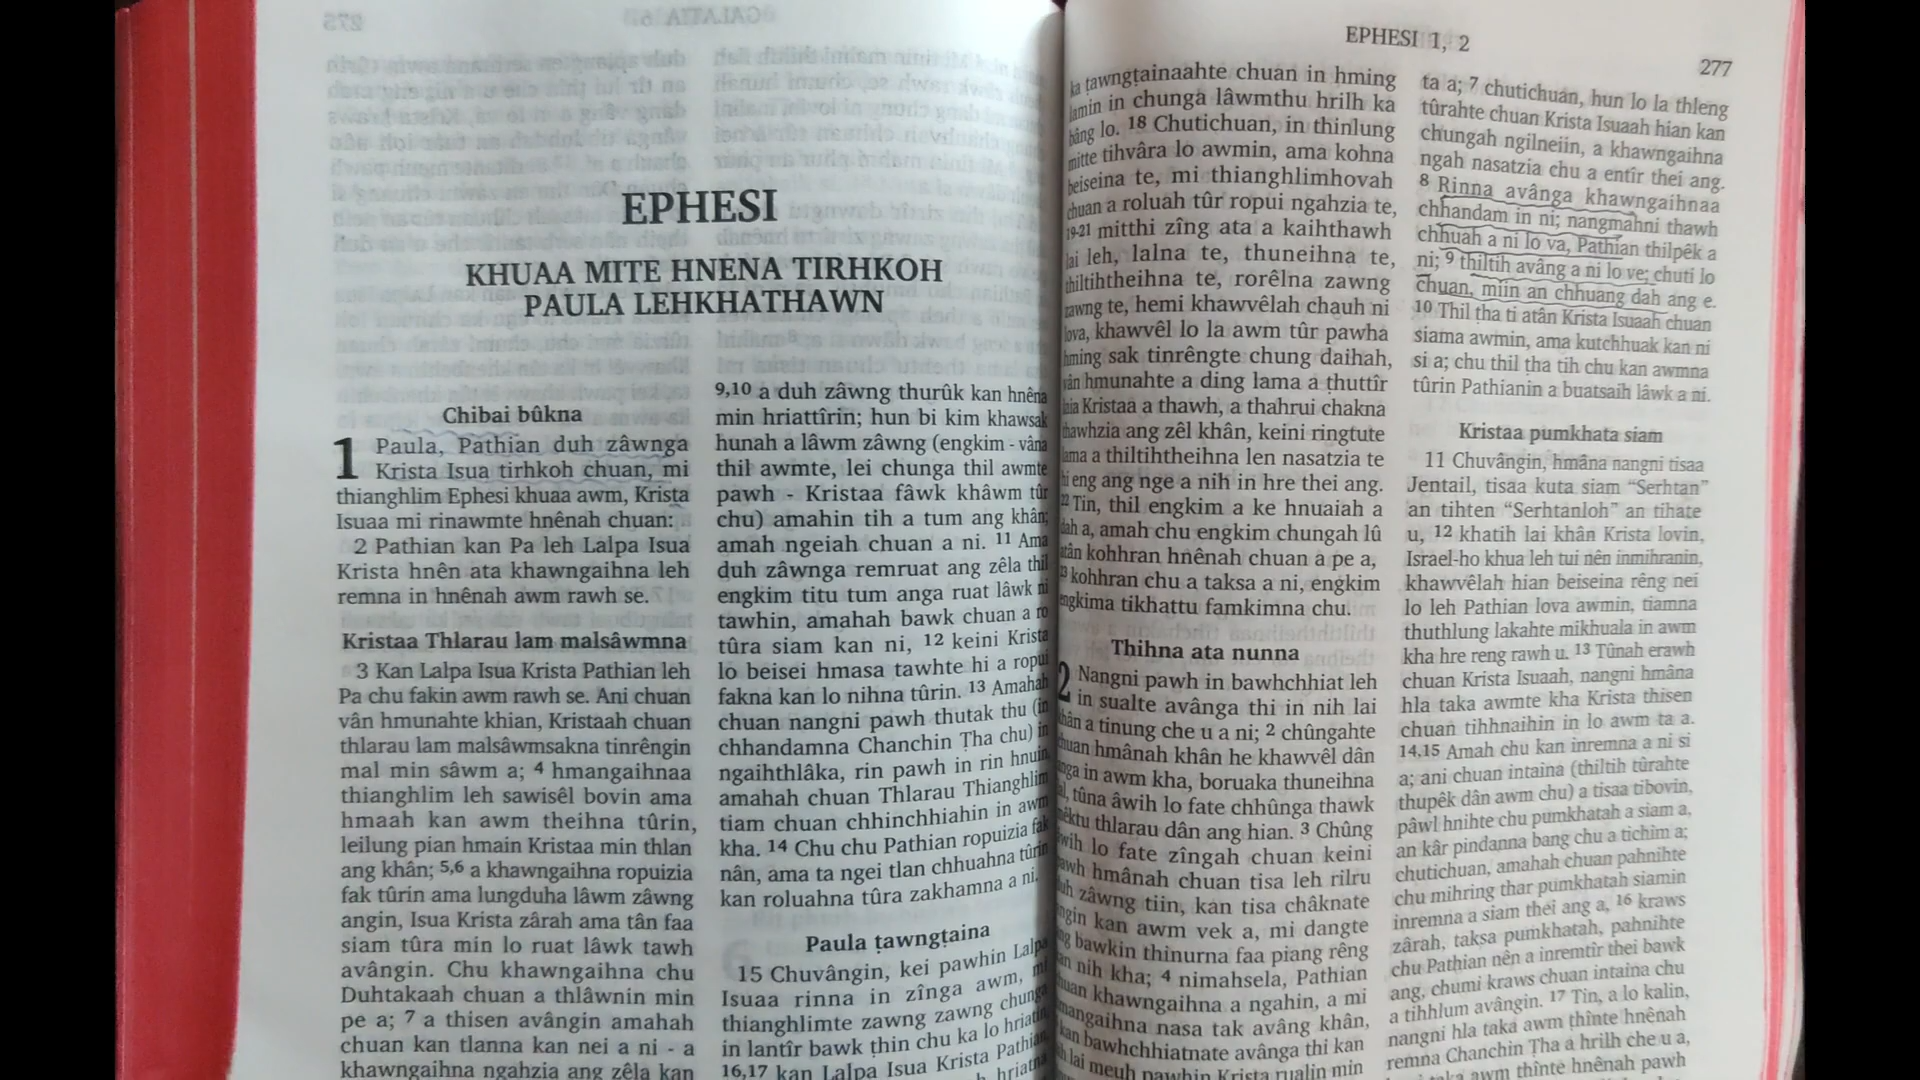 EPHESI
KHUAA MITE HNENA TIRHKOH
PAULA LEHKHATHAWN
Chibai bûkna
1 Paula, Pathian duh zâwnga
Krista Isua tirhkoh chuan, mi
thianghlim Ephesi khuaa awm, Krista
Isuaa mi rinawmte hnênah chuan:
2 Pathian kan Pa leh Lalpa Isua
Krista hnên ata khawngaihna leh
remna in hnênah awm rawh se.
Kristaa Thlarau lam malsâwmna
3 Kan Lalpa Isua Krista Pathian leh
Pa chu fakin awm rawh se. Ani chuan
vân hmunahte khian, Kristaah chuan
thlarau lam malsâwmsakna tinrêngin
mal min sâwm a; 4 hmangaihnaa
thianghlim leh sawisêl bovin ama
hmaah kan awm theihna tûrin,
leilung pian hmain Kristaa min thlan
ang khân; 5,6 a khawngaihna ropuizia
fak tûrin ama lungduha lâwm zâwng
angin, Isua Krista zârah ama tân faa
siam tûra min lo ruat lâwk tawh
avângin. Chu khawngaihna chu
Duhtakaah chuan a thlâwnin min
pe a; 7 a thisen avângin amahah
chuan kan tlanna kan nei a ni - a
khawngaihna ngahzia ang zêla kan
9,10 a duh zâwng thurûk kan hnêna
min hriattîrin; hun bi kim khawsak
hunah a lâwm zâwng (engkim - vâna
thil awmte, lei chunga thil awmte
pawh - Kristaa fâwk khâwm tûr
chu) amahin tih a tum ang khân;
amah ngeiah chuan a ni. 11 Ama
duh zâwnga remruat ang zêla thil
engkim titu tum anga ruat lâwk ni
tawhin, amahah bawk chuan a ro
tûra siam kan ni, 12 keini Krista
lo beisei hmasa tawhte hi a ropui
fakna kan lo nihna tûrin. 13 Amahah
chuan nangni pawh thutak thu (in
chhandamna Chanchin Ṭha chu) in
ngaihthlâka, rin pawh in rin hnuin,
amahah chuan Thlarau Thianghlim
tiam chuan chhinchhiahin in awm
kha. 14 Chu chu Pathian ropuizia fak
nân, ama ta ngei tlan chhuahna tûrin
kan roluahna tûra zakhamna a ni.
Paula ṭawngṭaina
15 Chuvângin, kei pawhin Lalpa
Isuaa rinna in zînga awm, mi
thianghlimte zawng zawng chunga
in lantîr bawk ṭhin chu ka lo hriatin
16,17 kan Lalpa Isua Krista Pathian
EPHESI 1, 2
277
ka ṭawngṭainaahte chuan in hming
lamin in chunga lâwmthu hrilh ka
bâng lo. 18 Chutichuan, in thinlung
mitte tihvâra lo awmin, ama kohna
beiseina te, mi thianghlimhovah
chuan a roluah tûr ropui ngahzia te,
19-21 mitthi zîng ata a kaihthawh
lai leh, lalna te, thuneihna te,
thiltihtheihna te, rorêlna zawng
zawng te, hemi khawvêlah chauh ni
lova, khawvêl lo la awm tûr pawha
hming sak tinrêngte chung daihah,
vân hmunahte a ding lama a ṭhuttîr
laia Kristaa a thawh, a thahrui chakna
thawhzia ang zêl khân, keini ringtute
lama a thiltihtheihna len nasatzia te
hi eng ang nge a nih in hre thei ang.
22 Tin, thil engkim a ke hnuaiah a
dah a, amah chu engkim chungah lû
atân kohhran hnênah chuan a pe a,
23 kohhran chu a taksa a ni, engkim
engkima tikhattu famkimna chu.
Thihna ata nunna
2 Nangni pawh in bawhchhiat leh
in sualte avânga thi in nih lai
khân a tinung che u a ni; 2 chûngahte
chuan hmânah khân he khawvêl dân
anga in awm kha, boruaka thuneihna
lal, tûna âwih lo fate chhûnga thawk
mêktu thlarau dân ang hian. 3 Chûng
âwih lo fate zîngah chuan keini
pawh hmânah chuan tisa leh rilru
duh zâwng tiin, kan tisa châknate
angin kan awm vek a, mi dangte
ang bawkin thinurna faa piang rêng
kan nih kha; 4 nimahsela, Pathian
chuan khawngaihna a ngahin, a mi
hmangaihna nasa tak avâng khân,
5 kan bawhchhiatnate avânga thi kan
nih lai meuh pawhin Krista rualin min
ta a; 7 chutichuan, hun lo la thleng
tûrahte chuan Krista Isuaah hian kan
chungah ngilneiin, a khawngaihna
ngah nasatzia chu a entîr thei ang.
8 Rinna avânga khawngaihnaa
chhandam in ni; nangmahni thawh
chhuah a ni lo va, Pathian thilpêk a
ni; 9 thiltih avâng a ni lo ve; chuti lo
chuan, miin an chhuang dah ang e.
10 Thil ṭha ti atân Krista Isuaah chuan
siama awmin, ama kutchhuak kan ni
si a; chu thil ṭha tih chu kan awmna
tûrin Pathianin a buatsaih lâwk a ni.
Kristaa pumkhata siam
11 Chuvângin, hmâna nangni tisaa
Jentail, tisaa kuta siam “Serhtan”
an tihten “Serhtanloh” an tihate
u, 12 khatih lai khân Krista lovin,
Israel-ho khua leh tui nên inmihranin,
khawvêlah hian beiseina rêng nei
lo leh Pathian lova awmin, tiamna
thuthlung lakahte mikhuala in awm
kha hre reng rawh u. 13 Tûnah erawh
chuan Krista Isuaah, nangni hmâna
hla taka awmte kha Krista thisen
chuan tihhnaihin in lo awm ta a.
14,15 Amah chu kan inremna a ni si
a; ani chuan intaina (thiltih tûrahte
thupêk dân awm chu) a tisaa tibovin,
pâwl hnihte chu pumkhatah a siam a,
an kâr pindanna bang chu a tichim a;
chutichuan, amahah chuan pahnihte
chu mihring thar pumkhatah siamin
inremna a siam thei ang a, 16 kraws
zârah, taksa pumkhatah, pahnihte
chu Pathian nên a inremtîr thei bawk
ang, chumi kraws chuan intaina chu
a tihhlum avângin. 17 Tin, a lo kalin,
nangni hla taka awm thînte hnênah
remna Chanchin Ṭha a hrilh che u a,
taka awm thînte hnênah pawh